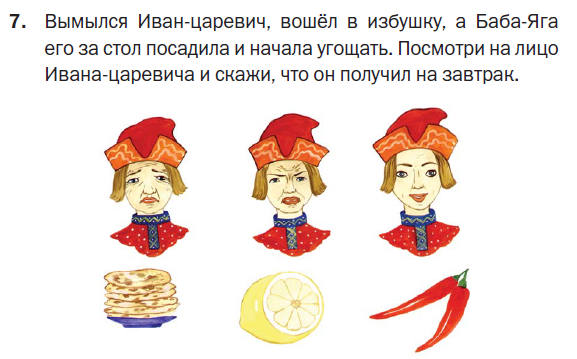 7. Вымылся Иван-царевич, вошёл в избушку, а Баба-Яга
его за стол посадила и начала угощать. Посмотри на лицо
Ивана-царевича и скажи, что он получил на завтрак.